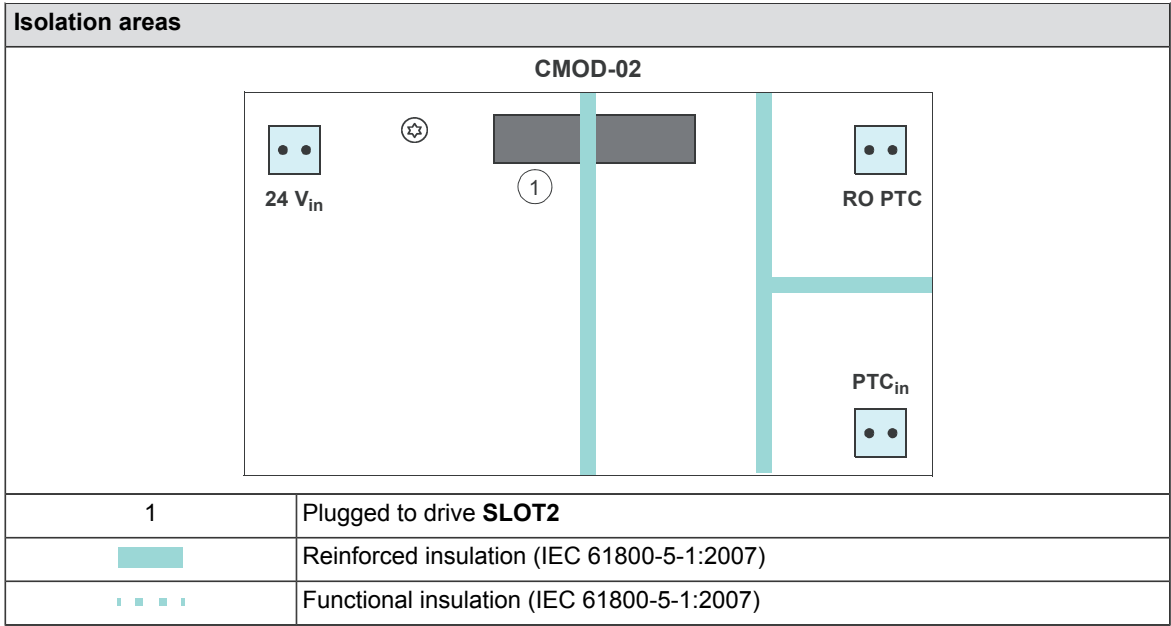 Isolation areas
CMOD-02
1
24 Vin
RO PTC
PTCin
1 Plugged to drive SLOT2
Reinforced insulation (IEC 61800-5-1:2007)
Functional insulation (IEC 61800-5-1:2007)